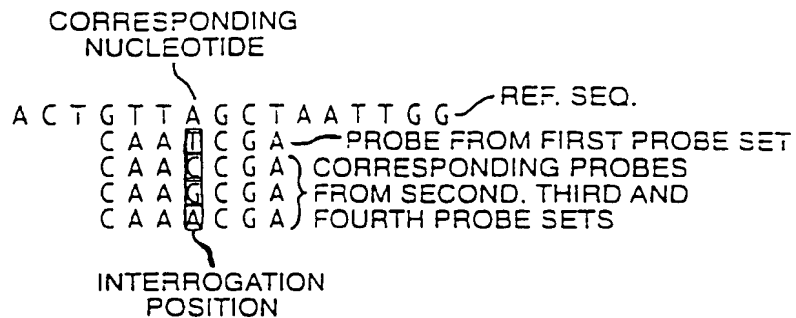 CORRESPONDING
NUCLEOTIDE
A C T G T T A G C T A A T T G G
REF. SEQ.
C A A T C G A
PROBE FROM FIRST PROBE SET
C A A C C G A
CORRESPONDING PROBES
C A A G C G A
FROM SECOND. THIRD AND
C A A A C G A
FOURTH PROBE SETS
INTERROGATION
POSITION